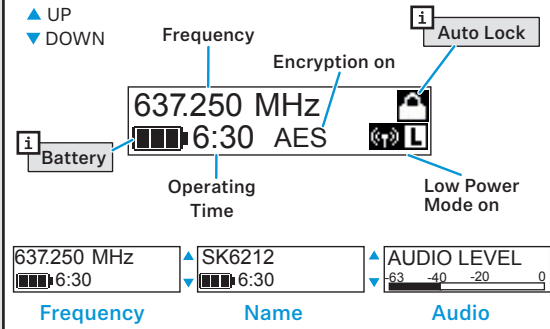 ▲ UP
▼ DOWN
Frequency
i
Auto Lock
Encryption on
637.250 MHz
6:30 AES
L
i
Battery
Operating
Time
Low Power
Mode on
637.250 MHz
6:30
SK6212
6:30
AUDIO LEVEL
-63 -40 -20 0
Frequency
Name
Audio